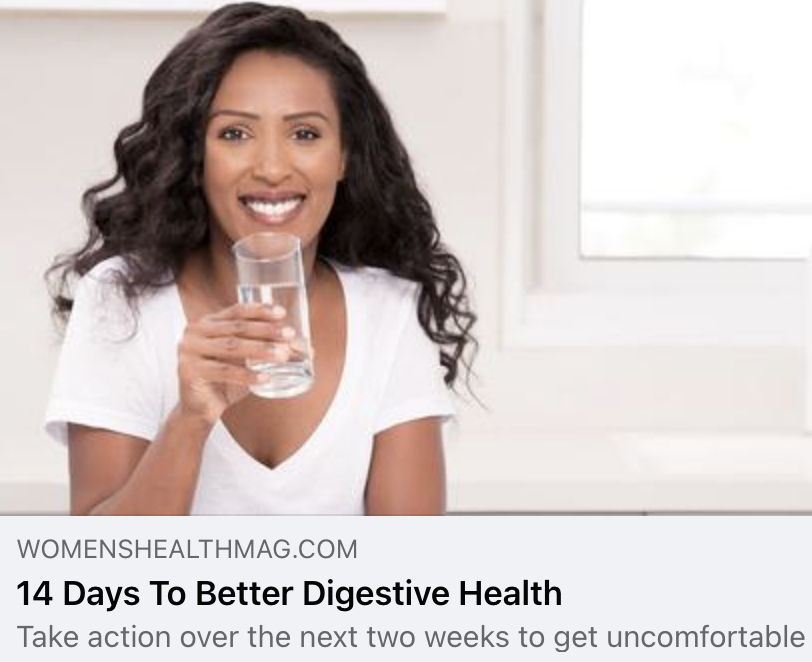 WOMENSHEALTHMAG.COM
14 Days To Better Digestive Health
Take action over the next two weeks to get uncomfortable